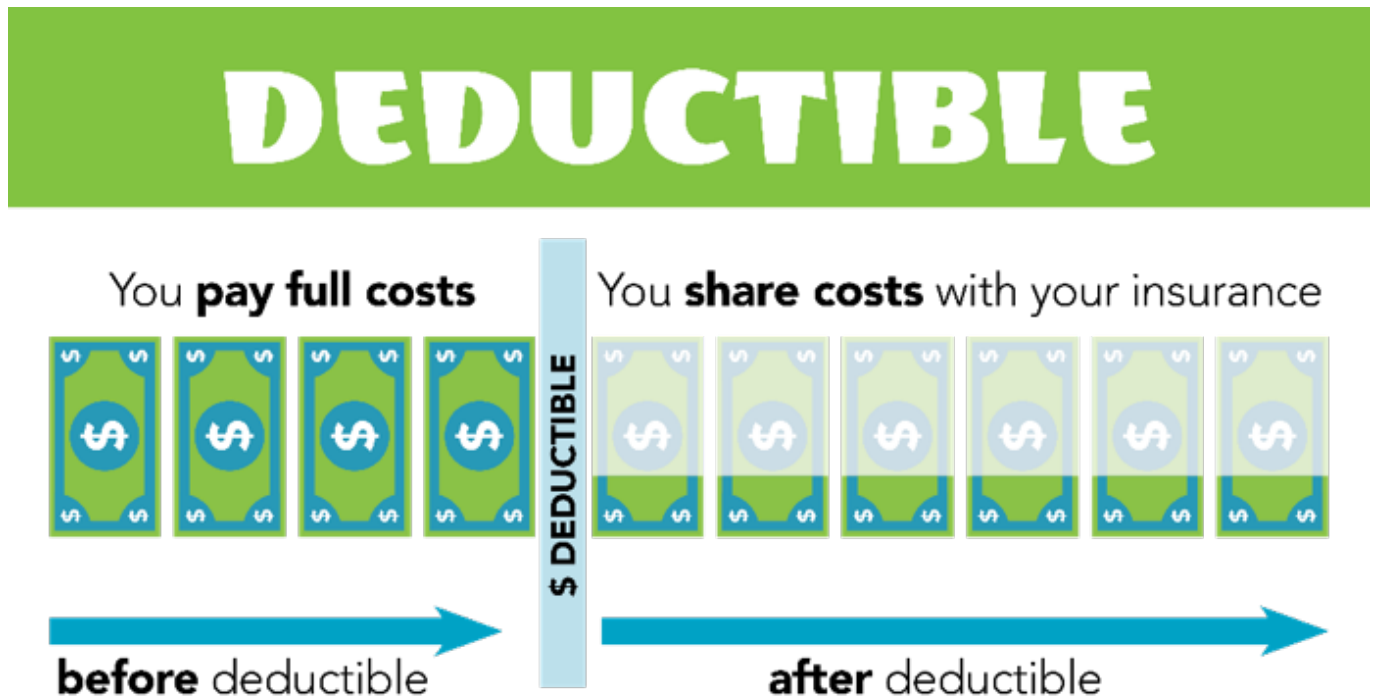 DEDUCTIBLE
You pay full costs
You share costs with your insurance
$ $ $ $ $
$ $ $ $ $
$ $ $ $ $
$ $ $ $ $
$ DEDUCTIBLE
$ $ $ $ $
$ $ $ $ $
$ $ $ $ $
$ $ $ $ $
$ $ $ $ $
$ $ $ $ $
before deductible
after deductible